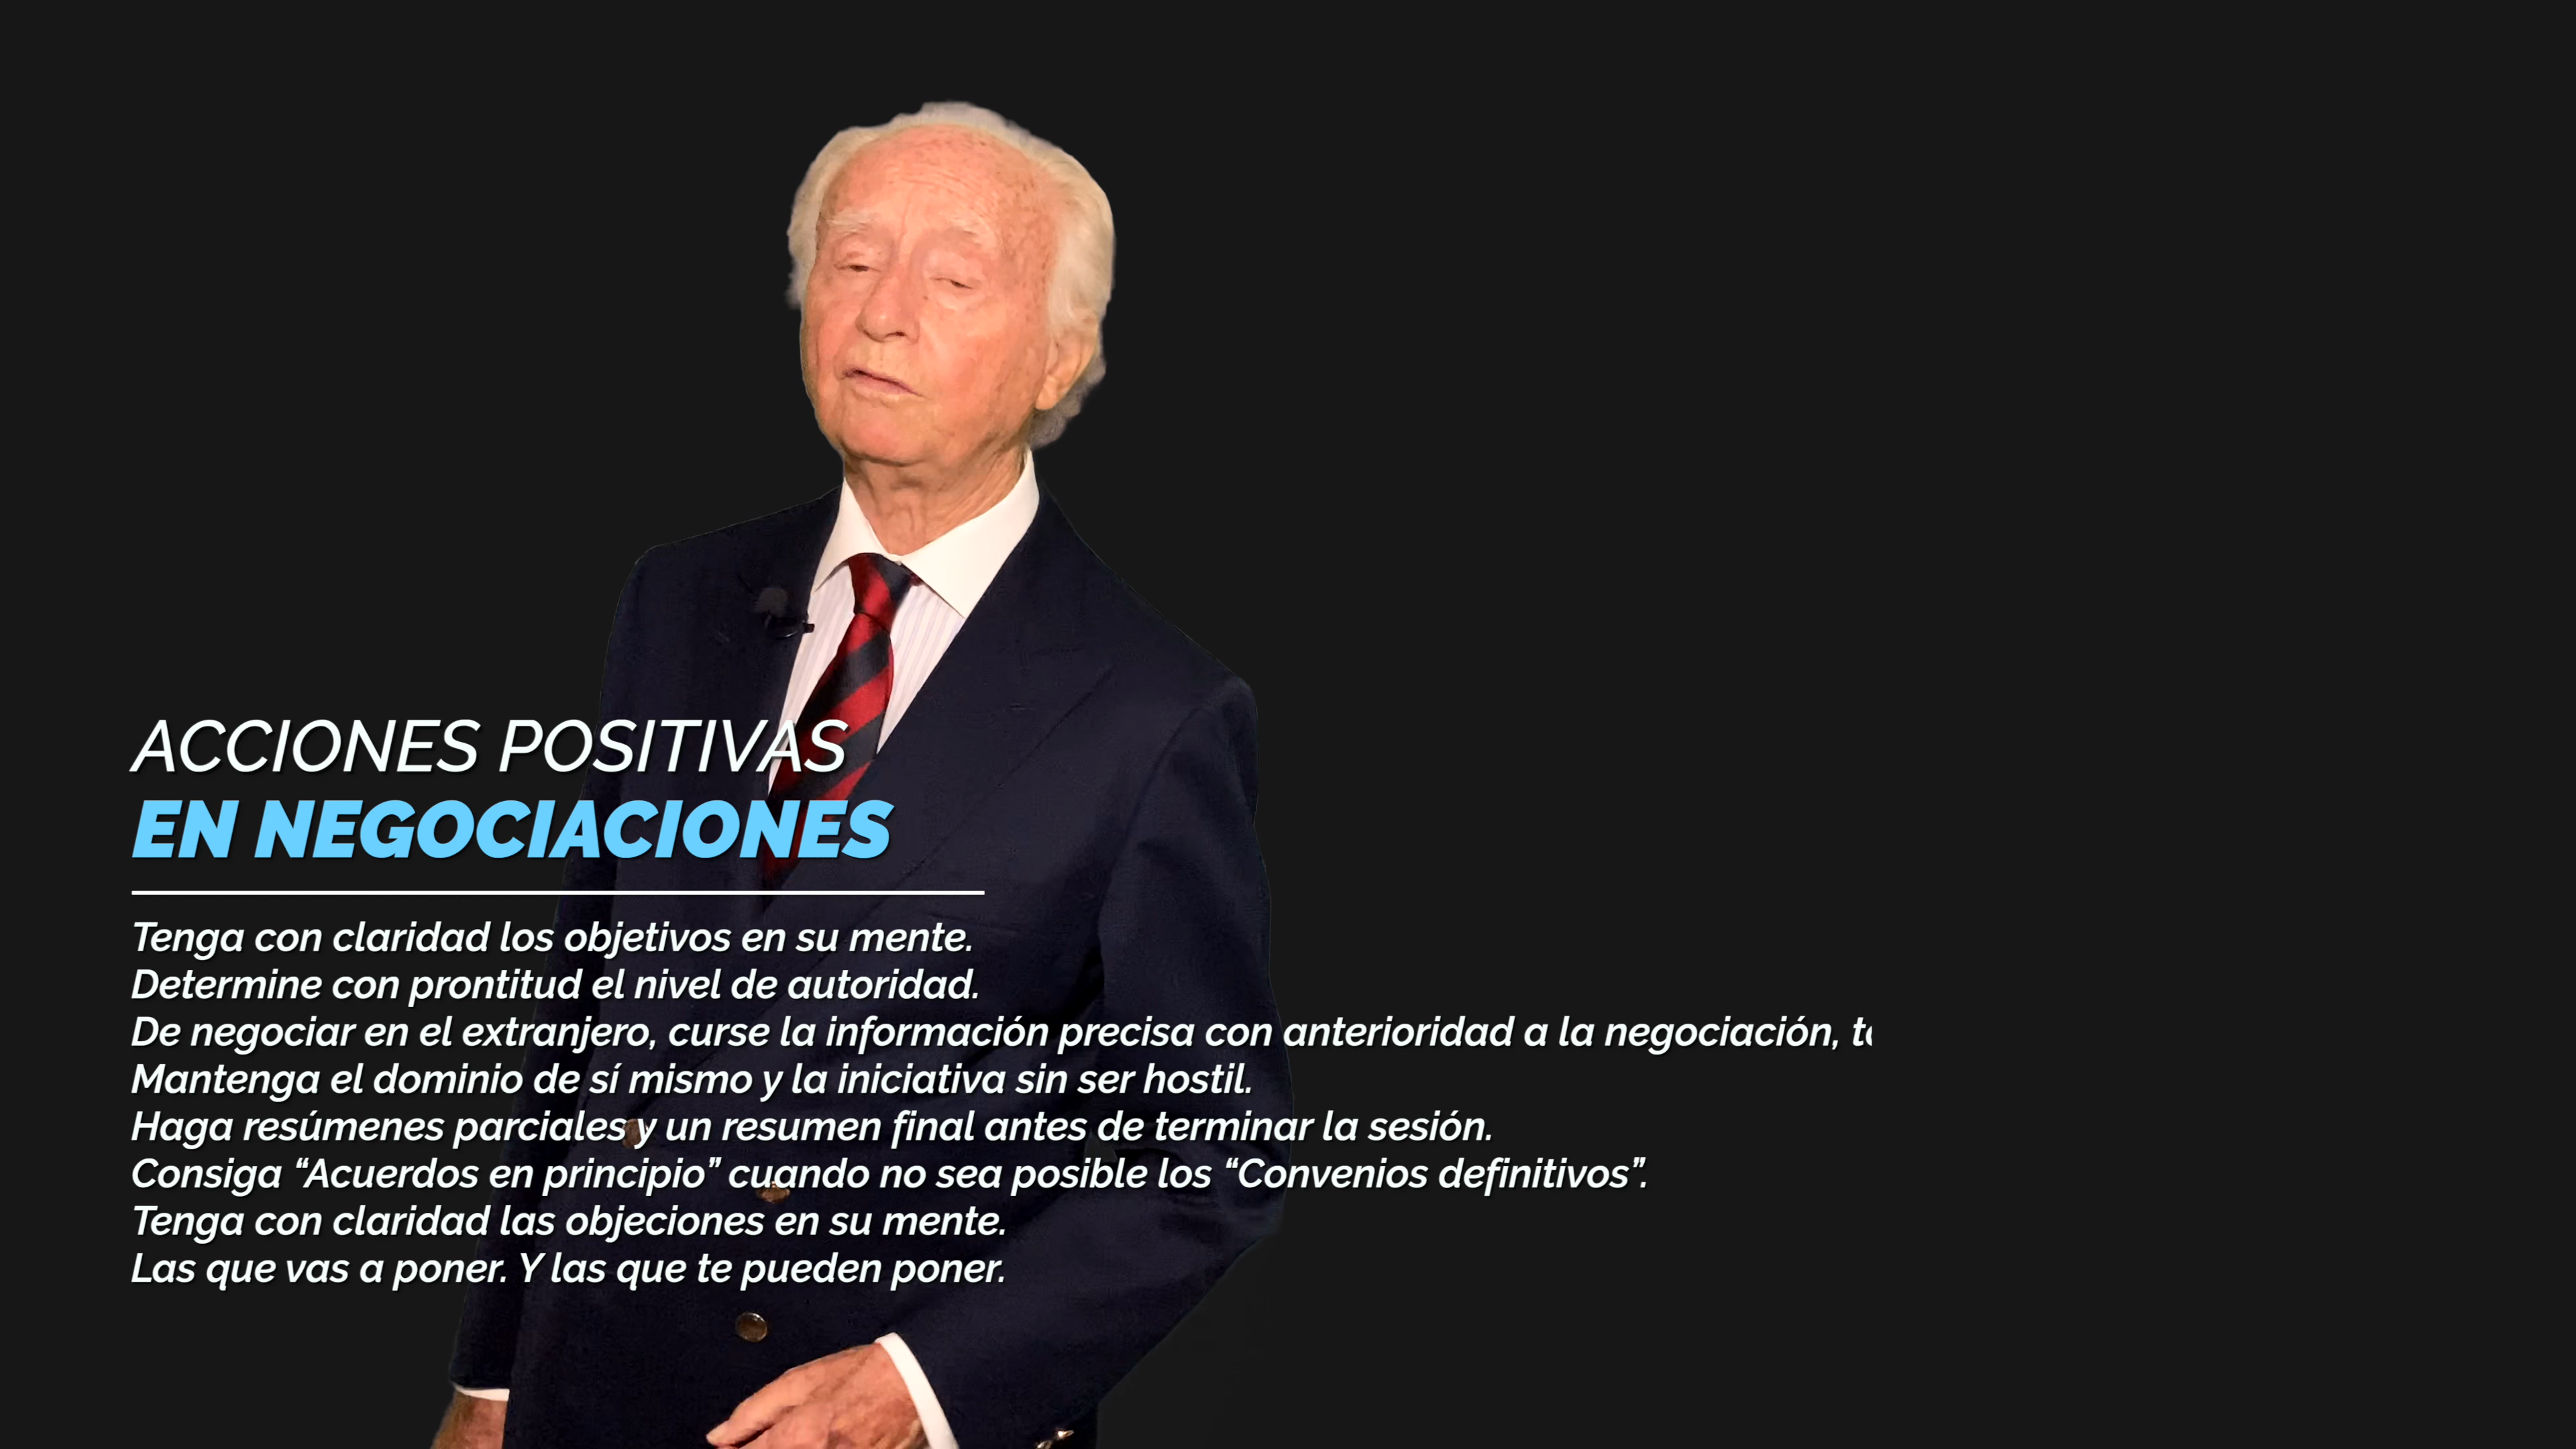 ACCIONES POSITIVAS
EN NEGOCIACIONES
Tenga con claridad los objetivos en su mente.
Determine con prontitud el nivel de autoridad.
De negociar en el extranjero, curse la información precisa con anterioridad a la negociación,
Mantenga el dominio de sí mismo y la iniciativa sin ser hostil.
Haga resúmenes parciales y un resumen final antes de terminar la sesión.
Consiga “Acuerdos en principio” cuando no sea posible los “Convenios definitivos”.
Tenga con claridad las objeciones en su mente.
Las que vas a poner. Y las que te pueden poner.